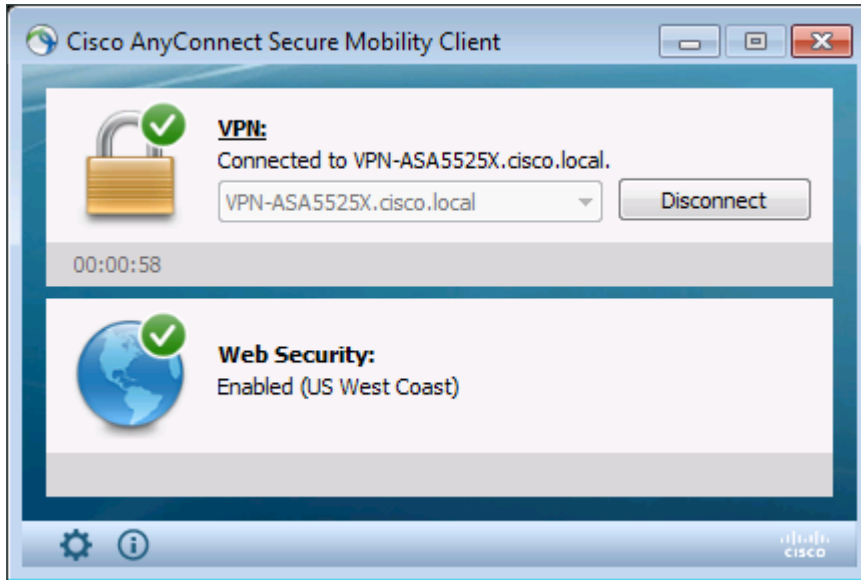 Cisco AnyConnect Secure Mobility Client
VPN:
Connected to VPN-ASA5525X.cisco.local.
VPN-ASA5525X.cisco.local
Disconnect
00:00:58
Web Security:
Enabled (US West Coast)
CISCO